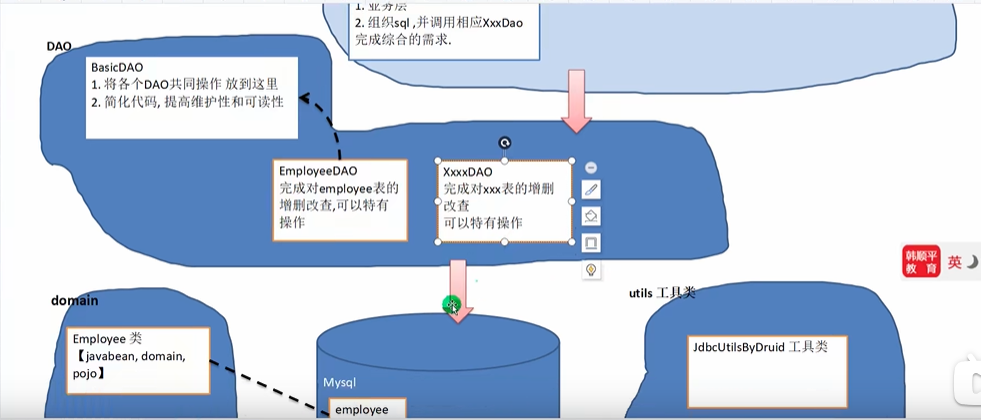 1. 业务层
2. 组织sql ,并调用相应XxxDao
完成综合的需求.
DAO
BasicDAO
1. 将各个DAO共同操作 放到这里
2. 简化代码, 提高维护性和可读性
EmployeeDAO
完成对employee表的
增删改查,可以特有
操作
XxxxDAO
完成对xxx表的增删
改查
可以特有操作
韩顺平
教 育
英
domain
Employee 类
【javabean, domain,
pojo】
Mysql
employee
utils 工具类
JdbcUtilsByDruid 工具类